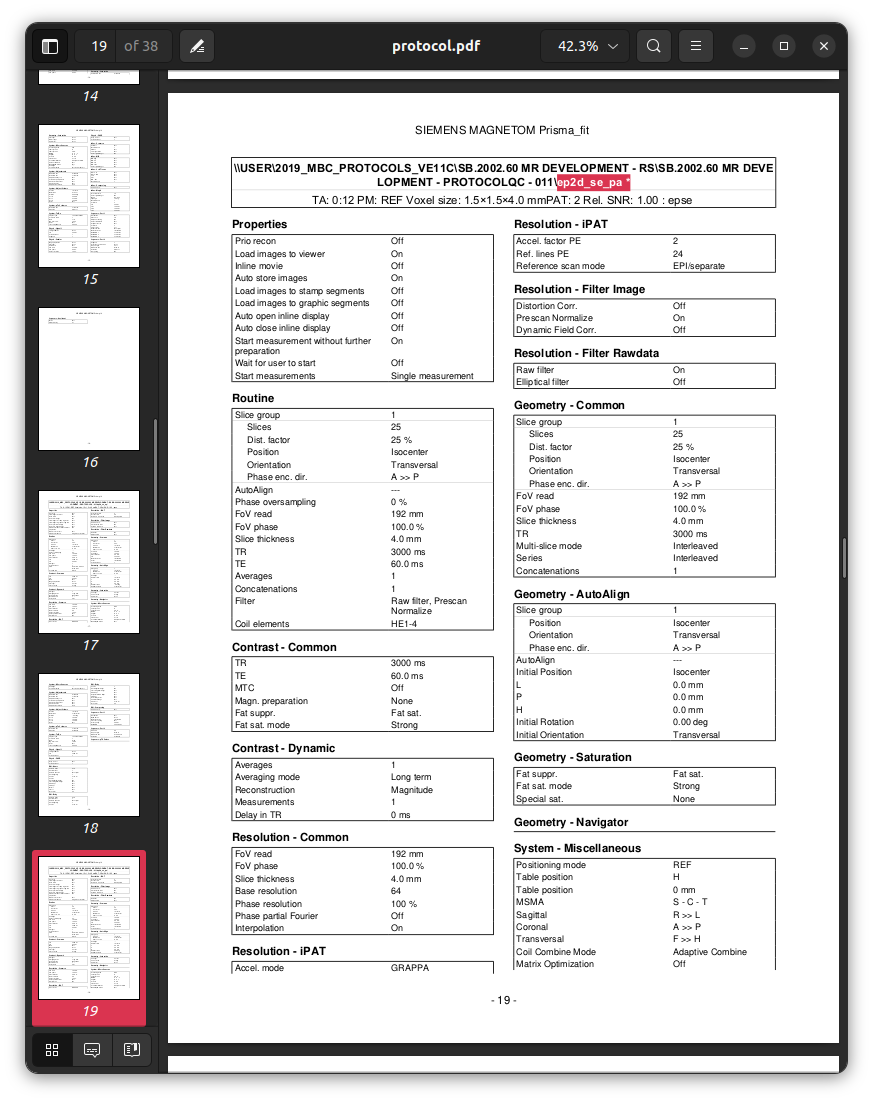 19 of 38
protocol.pdf
42.3%
14
15
16
17
18
19
SIEMENS MAGNETOM Prisma_fit
\\USER\2019_MBC_PROTOCOLS_VE11C\SB.2002.60 MR DEVELOPMENT - RS\SB.2002.60 MR DEVE
LOPMENT - PROTOCOLQC - 011\ep2d_se_pa *
TA: 0:12 PM: REF Voxel size: 1.5×1.5×4.0 mmPAT: 2 Rel. SNR: 1.00 : epse
Properties
Prio recon Off
Load images to viewer On
Inline movie Off
Auto store images On
Load images to stamp segments Off
Load images to graphic segments Off
Auto open inline display Off
Auto close inline display Off
Start measurement without further On
preparation
Wait for user to start Off
Start measurements Single measurement
Routine
Slice group 1
Slices 25
Dist. factor 25 %
Position Isocenter
Orientation Transversal
Phase enc. dir. A >> P
AutoAlign ---
Phase oversampling 0 %
FoV read 192 mm
FoV phase 100.0 %
Slice thickness 4.0 mm
TR 3000 ms
TE 60.0 ms
Averages 1
Concatenations 1
Filter Raw filter, Prescan
Normalize
Coil elements HE1-4
Contrast - Common
TR 3000 ms
TE 60.0 ms
MTC Off
Magn. preparation None
Fat suppr. Fat sat.
Fat sat. mode Strong
Contrast - Dynamic
Averages 1
Averaging mode Long term
Reconstruction Magnitude
Measurements 1
Delay in TR 0 ms
Resolution - Common
FoV read 192 mm
FoV phase 100.0 %
Slice thickness 4.0 mm
Base resolution 64
Phase resolution 100 %
Phase partial Fourier Off
Interpolation On
Resolution - iPAT
Accel. mode GRAPPA
Resolution - iPAT
Accel. factor PE 2
Ref. lines PE 24
Reference scan mode EPI/separate
Resolution - Filter Image
Distortion Corr. Off
Prescan Normalize On
Dynamic Field Corr. Off
Resolution - Filter Rawdata
Raw filter On
Elliptical filter Off
Geometry - Common
Slice group 1
Slices 25
Dist. factor 25 %
Position Isocenter
Orientation Transversal
Phase enc. dir. A >> P
FoV read 192 mm
FoV phase 100.0 %
Slice thickness 4.0 mm
TR 3000 ms
Multi-slice mode Interleaved
Series Interleaved
Concatenations 1
Geometry - AutoAlign
Slice group 1
Position Isocenter
Orientation Transversal
Phase enc. dir. A >> P
AutoAlign ---
Initial Position Isocenter
L 0.0 mm
P 0.0 mm
H 0.0 mm
Initial Rotation 0.00 deg
Initial Orientation Transversal
Geometry - Saturation
Fat suppr. Fat sat.
Fat sat. mode Strong
Special sat. None
Geometry - Navigator
System - Miscellaneous
Positioning mode REF
Table position H
Table position 0 mm
MSMA S - C - T
Sagittal R >> L
Coronal A >> P
Transversal F >> H
Coil Combine Mode Adaptive Combine
Matrix Optimization Off
- 19 -